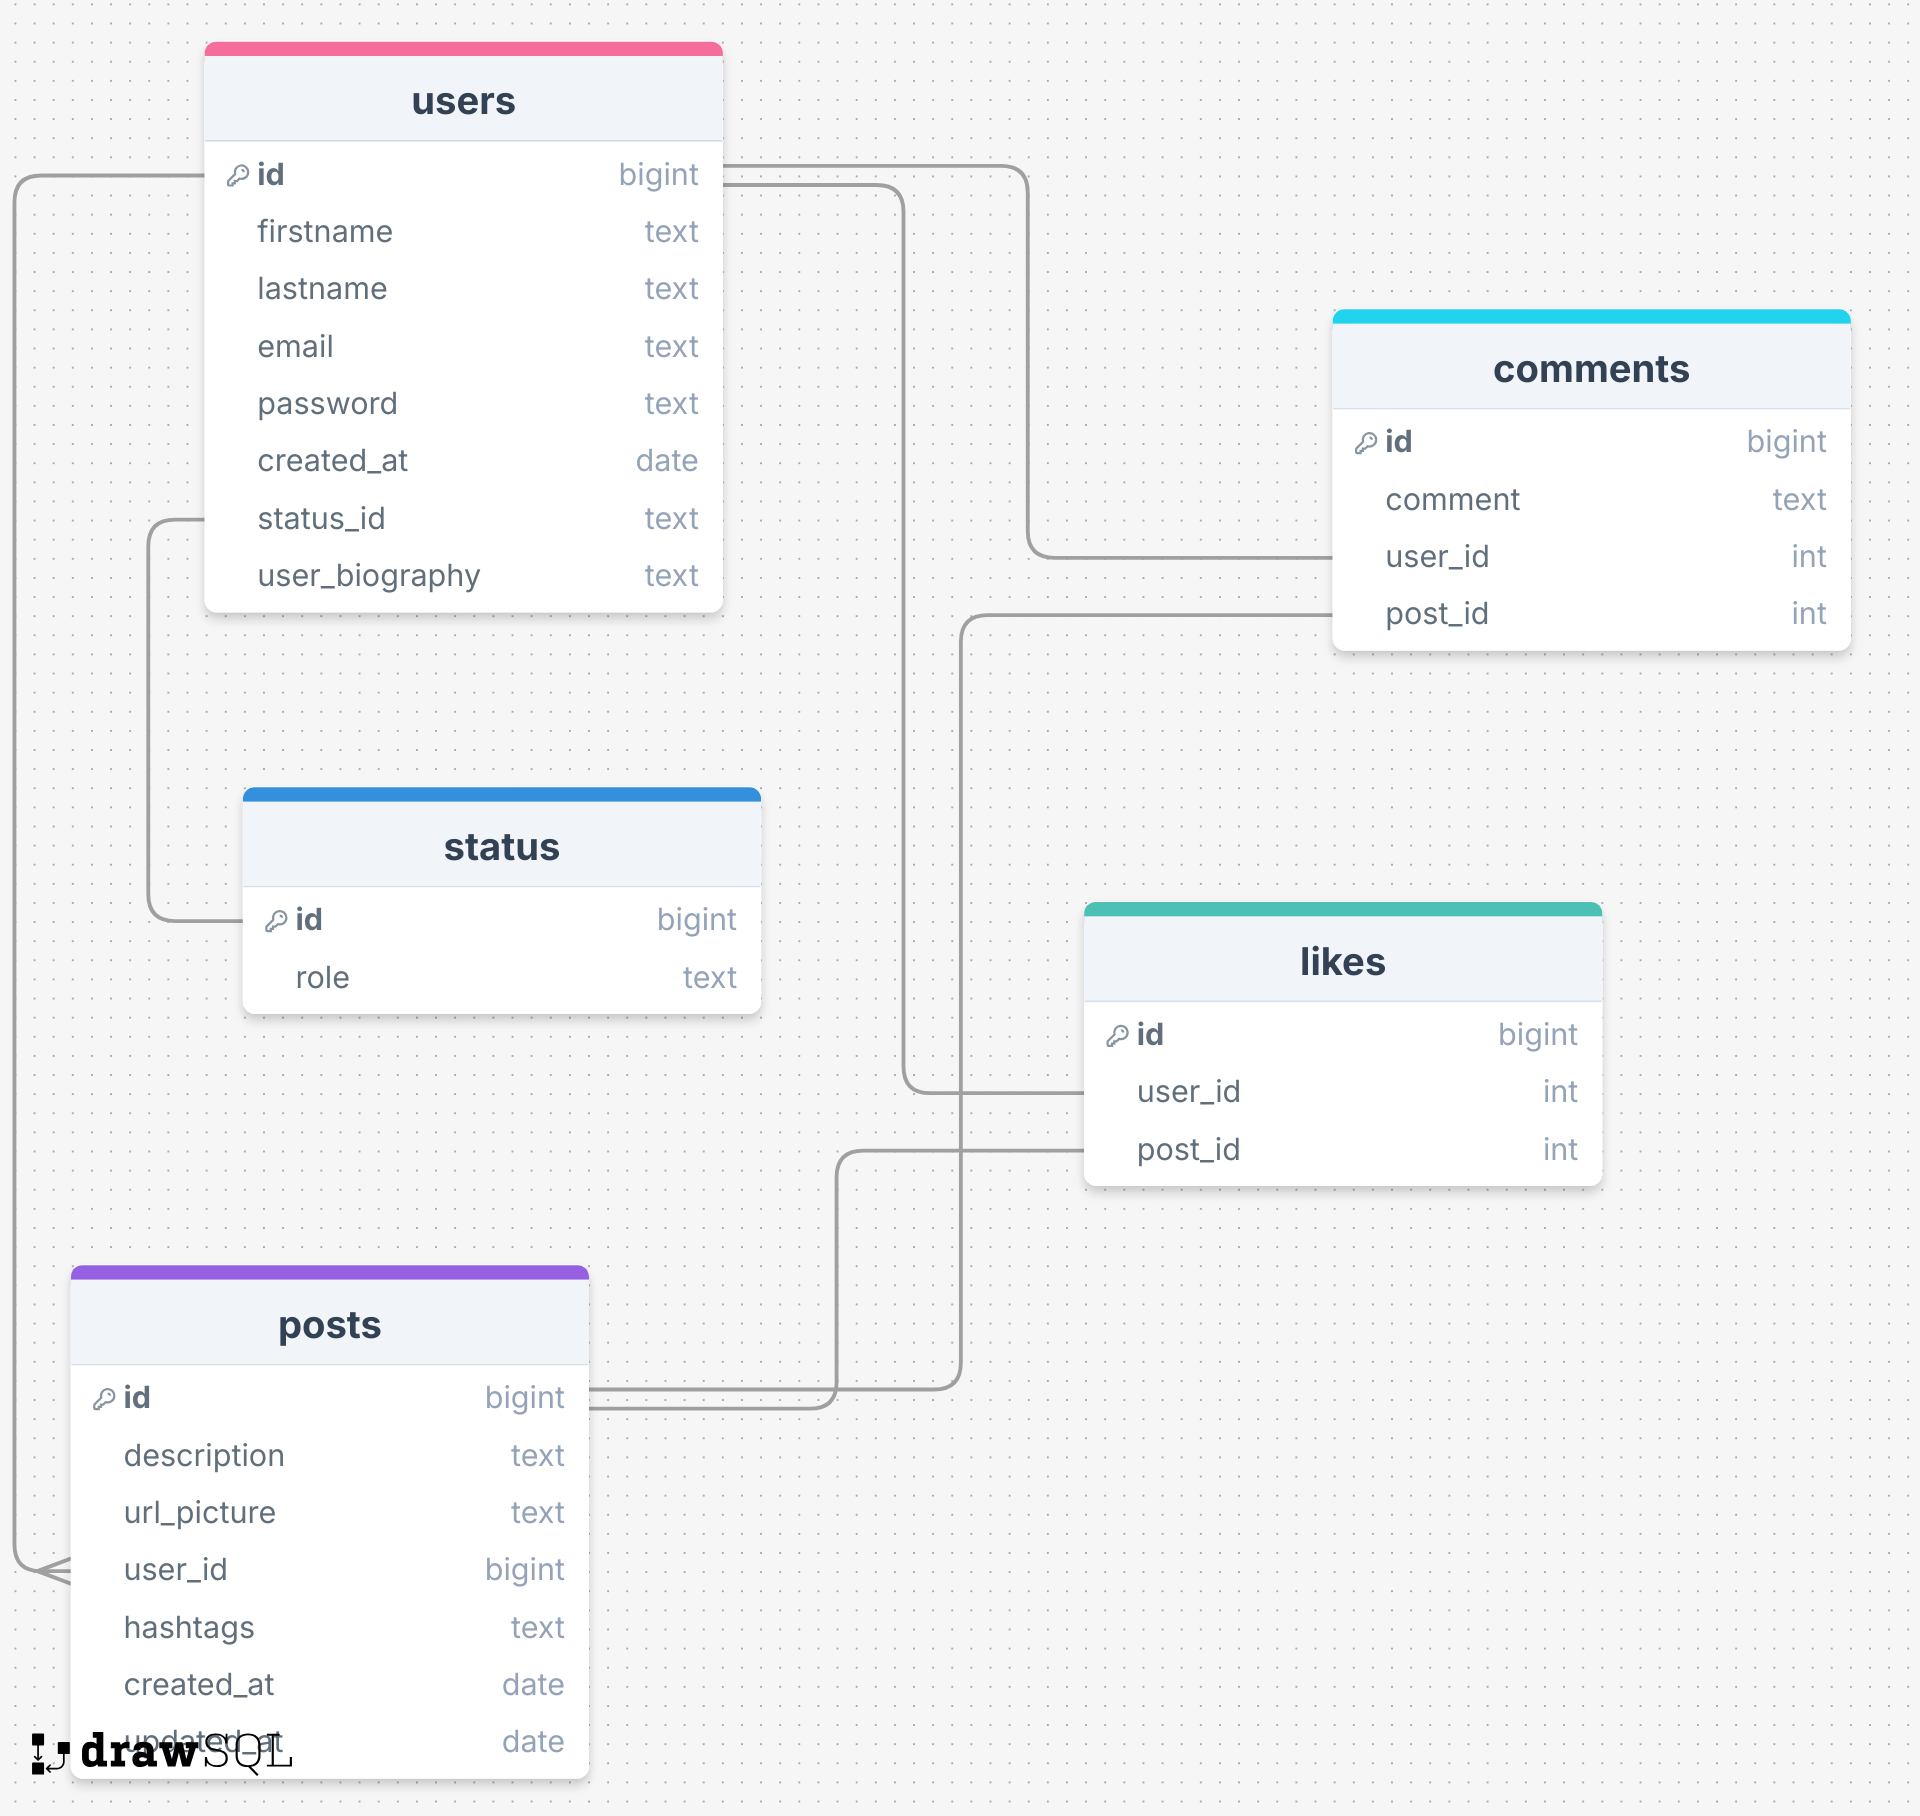 users
id bigint
firstname text
lastname text
email text
password text
created_at date
status_id text
user_biography text
comments
id bigint
comment text
user_id int
post_id int
status
id bigint
role text
likes
id bigint
user_id int
post_id int
posts
id bigint
description text
url_picture text
user_id bigint
hashtags text
created_at date
updated_at date
drawSQL